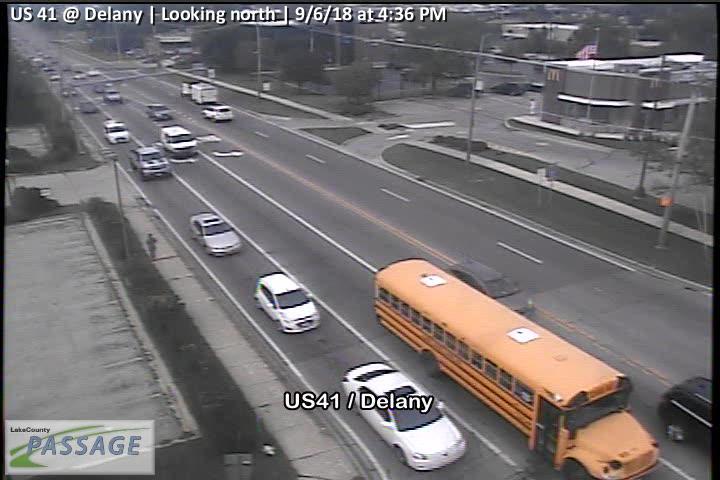 US 41 @ Delany | Looking north | 9/6/18 at 4:36 PM
US41 / Delany
LakeCounty
PASSAGE